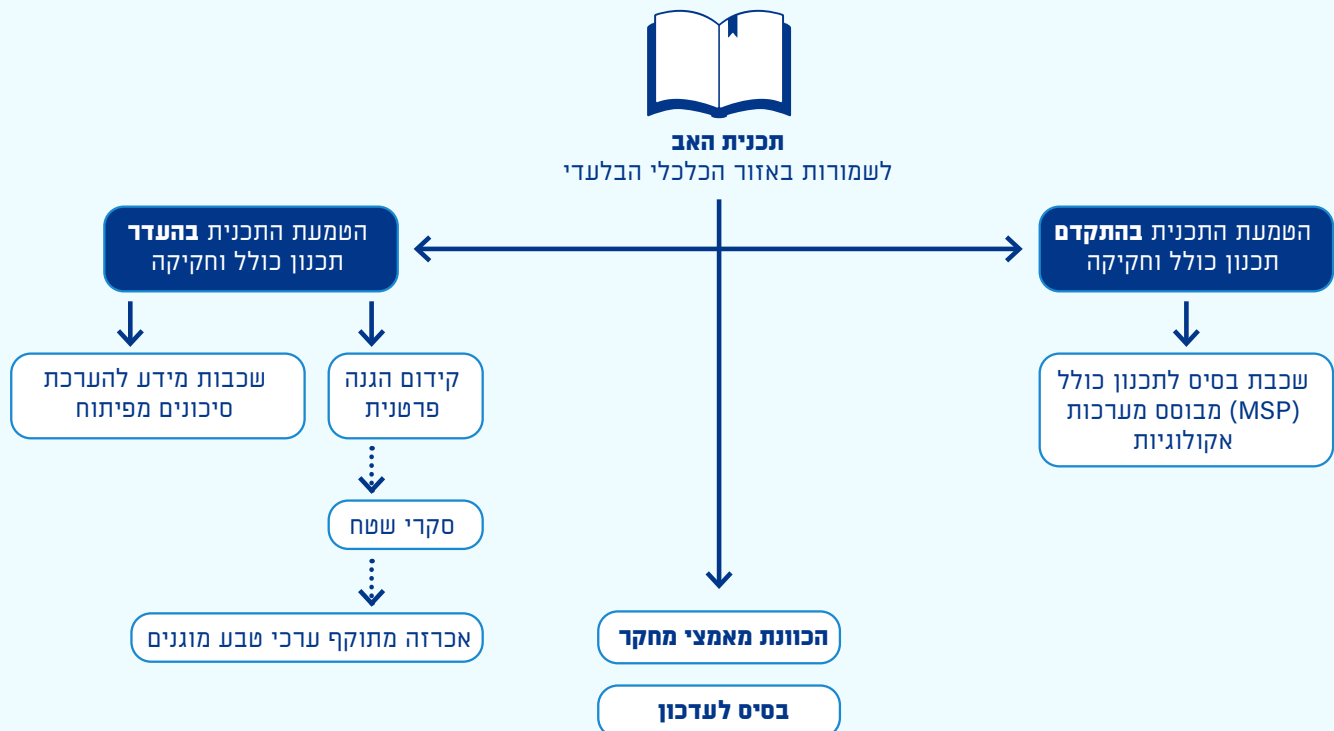 תכנית האב
לשמורות באזור הכלכלי הבלעדי
הטמעת התכנית בהתקדם
תכנון כולל וחקיקה
הטמעת התכנית בהעדר
תכנון כולל וחקיקה
שכבת בסיס לתכנון כולל
(MSP) מבוסס מערכות
אקולוגיות
קידום הגנה
פרטנית
שכבות מידע להערכת
סיכונים מפיתוח
סקרי שטח
אכרזה מתוקף ערכי טבע מוגנים
הכוונת מאמצי מחקר
בסיס לעדכון